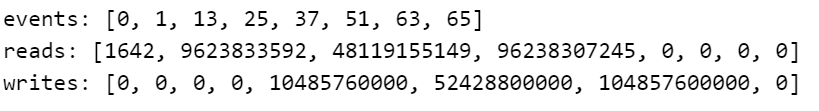 events: [0, 1, 13, 25, 37, 51, 63, 65]
reads: [1642, 9623833592, 48119155149, 96238307245, 0, 0, 0, 0]
writes: [0, 0, 0, 0, 10485760000, 52428800000, 104857600000, 0]